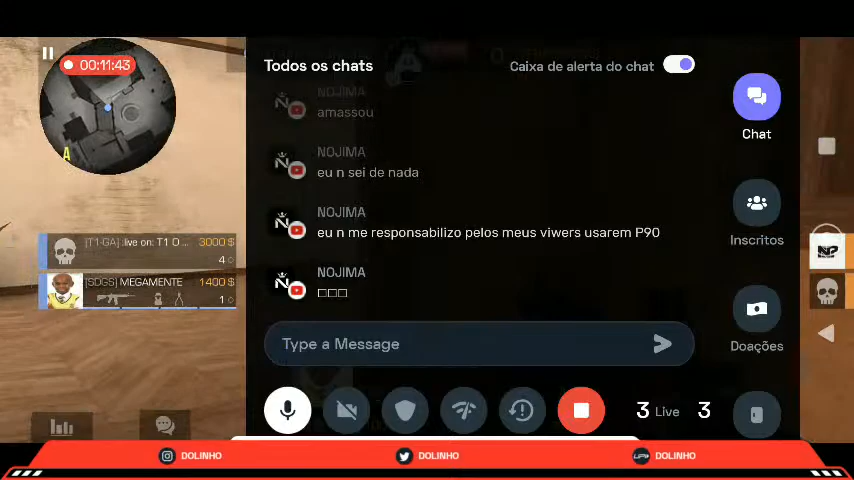 00:11:43
A
[T1-GA] :live on: T1 D ... 3000 $
4
[SDGS] MEGAMENTE 1400 $
1
Todos os chats
Caixa de alerta do chat
NOJIMA
amassou
NOJIMA
eu n sei de nada
NOJIMA
eu n me responsabilizo pelos meus viwers usarem P90
NOJIMA
□□□
Type a Message
3 Live 3
Chat
Inscritos
Doações
NP
DOLINHO
DOLINHO
DOLINHO